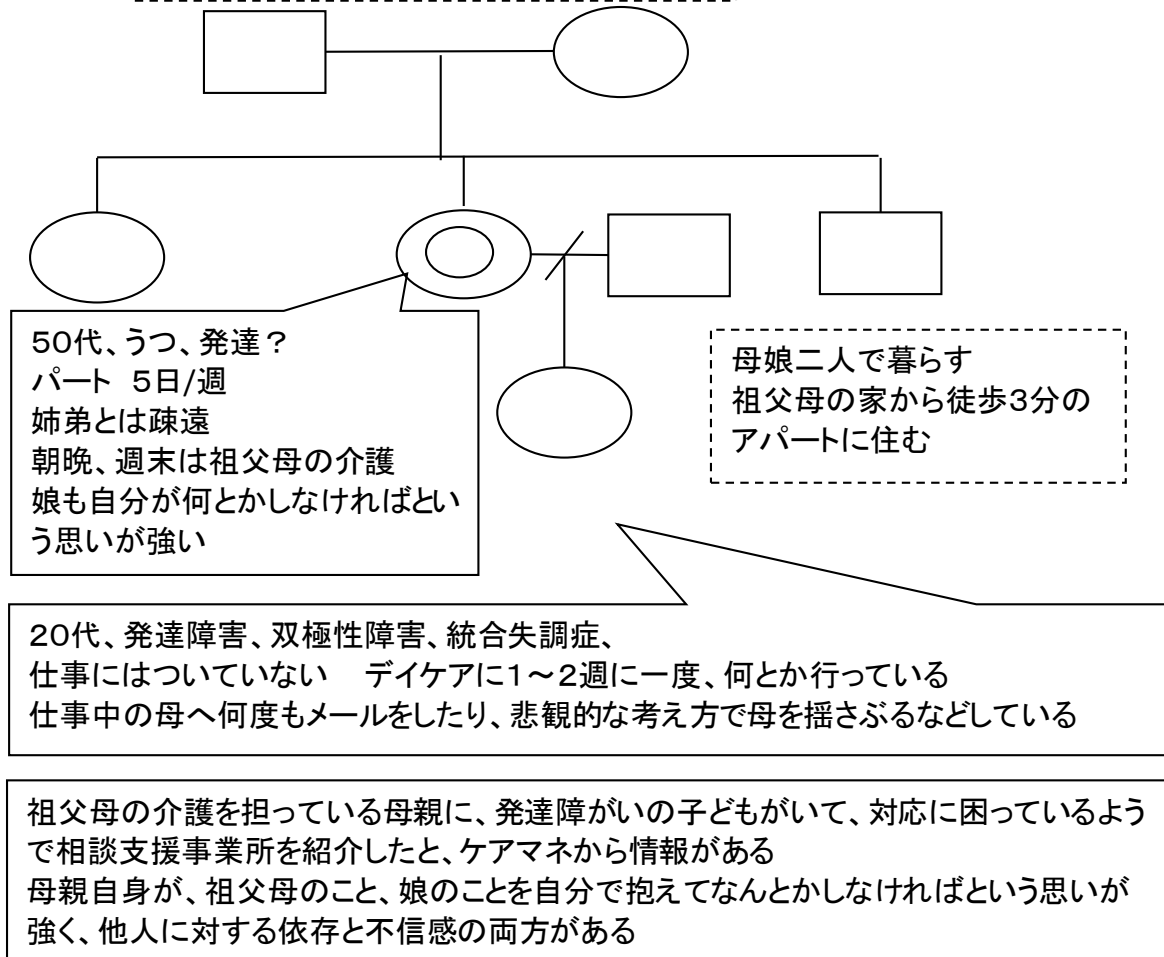 50代、うつ、発達？
パート 5日/週
姉弟とは疎遠
朝晩、週末は祖父母の介護
娘も自分が何とかしなければとい
う思いが強い
母娘二人で暮らす
祖父母の家から徒歩3分の
アパートに住む
20代、発達障害、双極性障害、統合失調症、
仕事にはついていない　デイケアに1～2週に一度、何とか行っている
仕事中の母へ何度もメールをしたり、悲観的な考え方で母を揺さぶるなどしている
祖父母の介護を担っている母親に、発達障がいの子どもがいて、対応に困っているよう
で相談支援事業所を紹介したと、ケアマネから情報がある
母親自身が、祖父母のこと、娘のことを自分で抱えてなんとかしなければという思いが
強く、他人に対する依存と不信感の両方がある